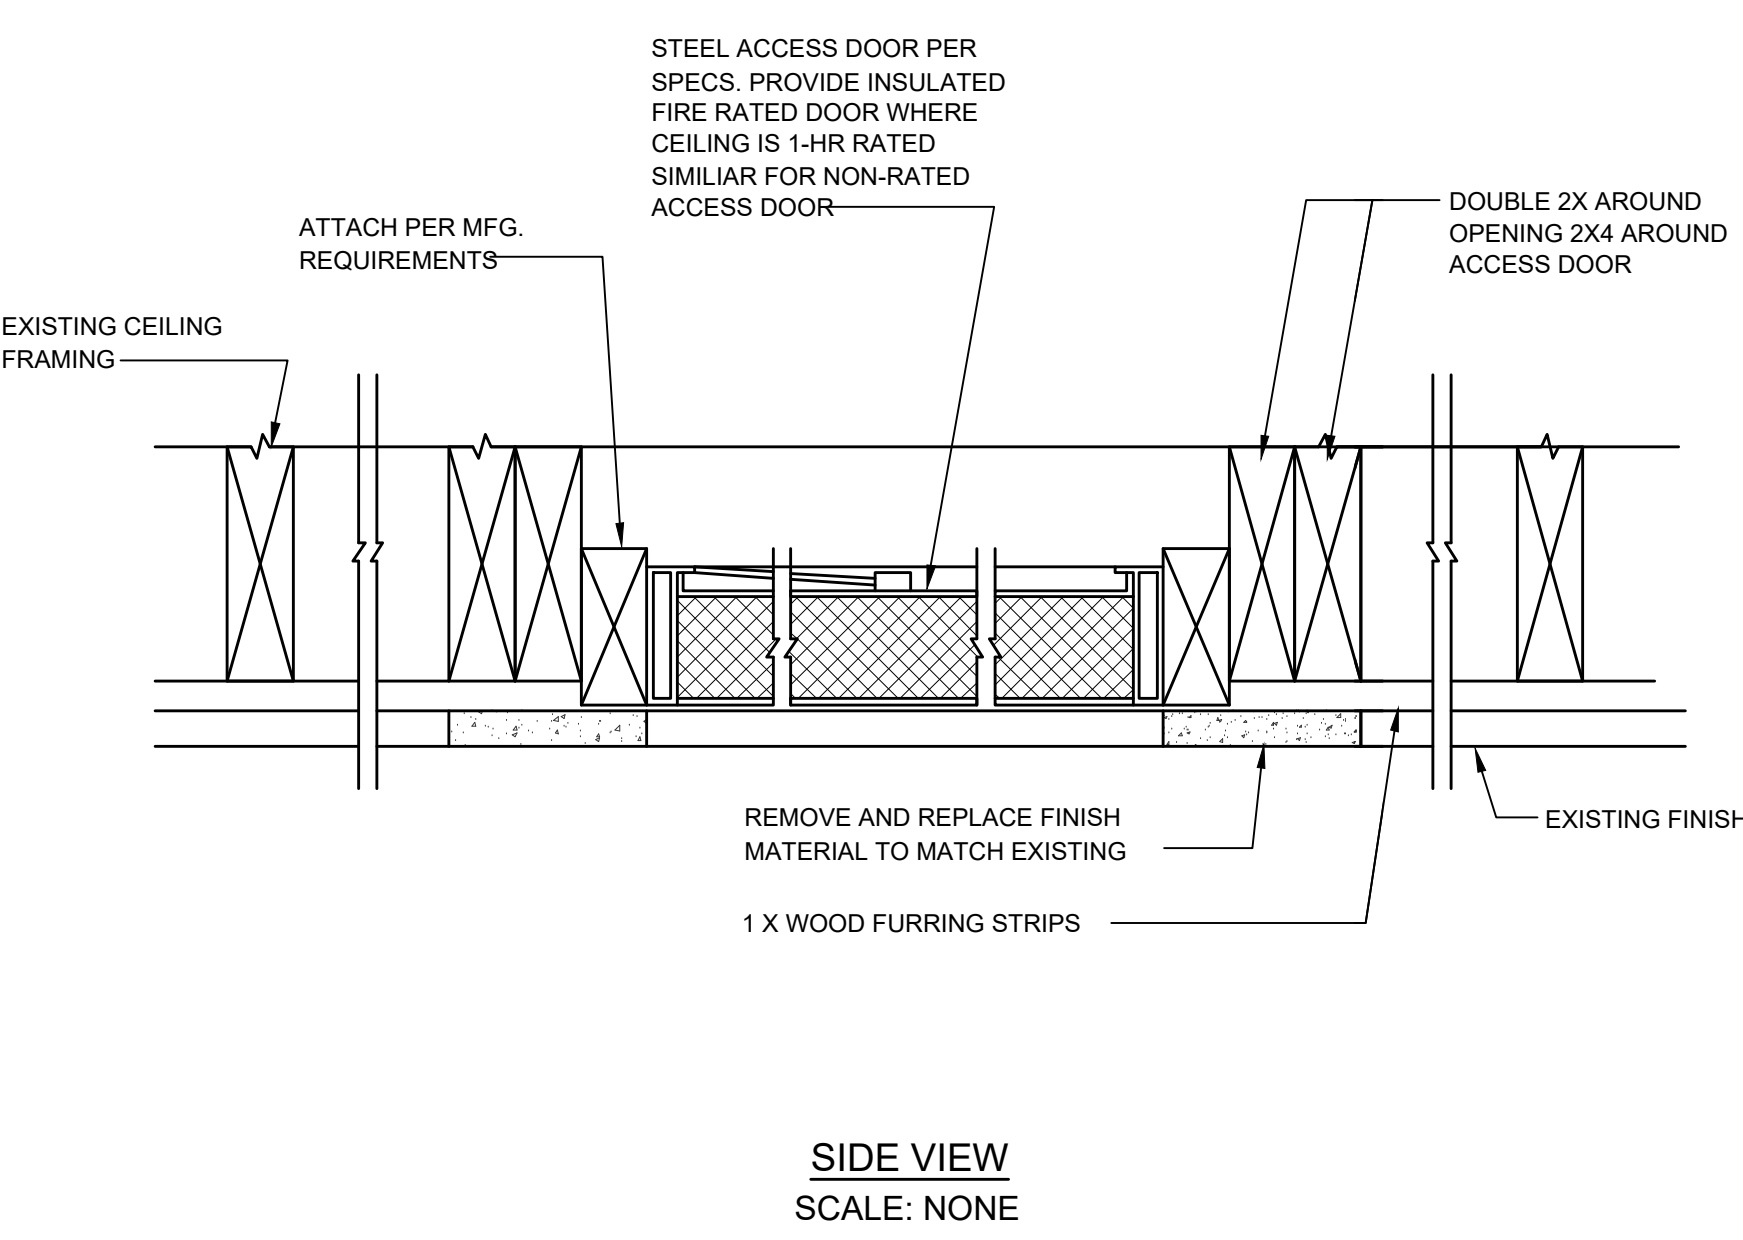 STEEL ACCESS DOOR PER
SPECS. PROVIDE INSULATED
FIRE RATED DOOR WHERE
CEILING IS 1-HR RATED
SIMILIAR FOR NON-RATED
ACCESS DOOR
DOUBLE 2X AROUND
OPENING 2X4 AROUND
ACCESS DOOR
ATTACH PER MFG.
REQUIREMENTS
EXISTING CEILING
FRAMING
REMOVE AND REPLACE FINISH
MATERIAL TO MATCH EXISTING
EXISTING FINISH
1 X WOOD FURRING STRIPS
SIDE VIEW
SCALE: NONE